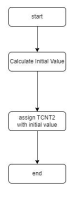 start
Calculate Initial Value
assign TCNT2
with initial value
end